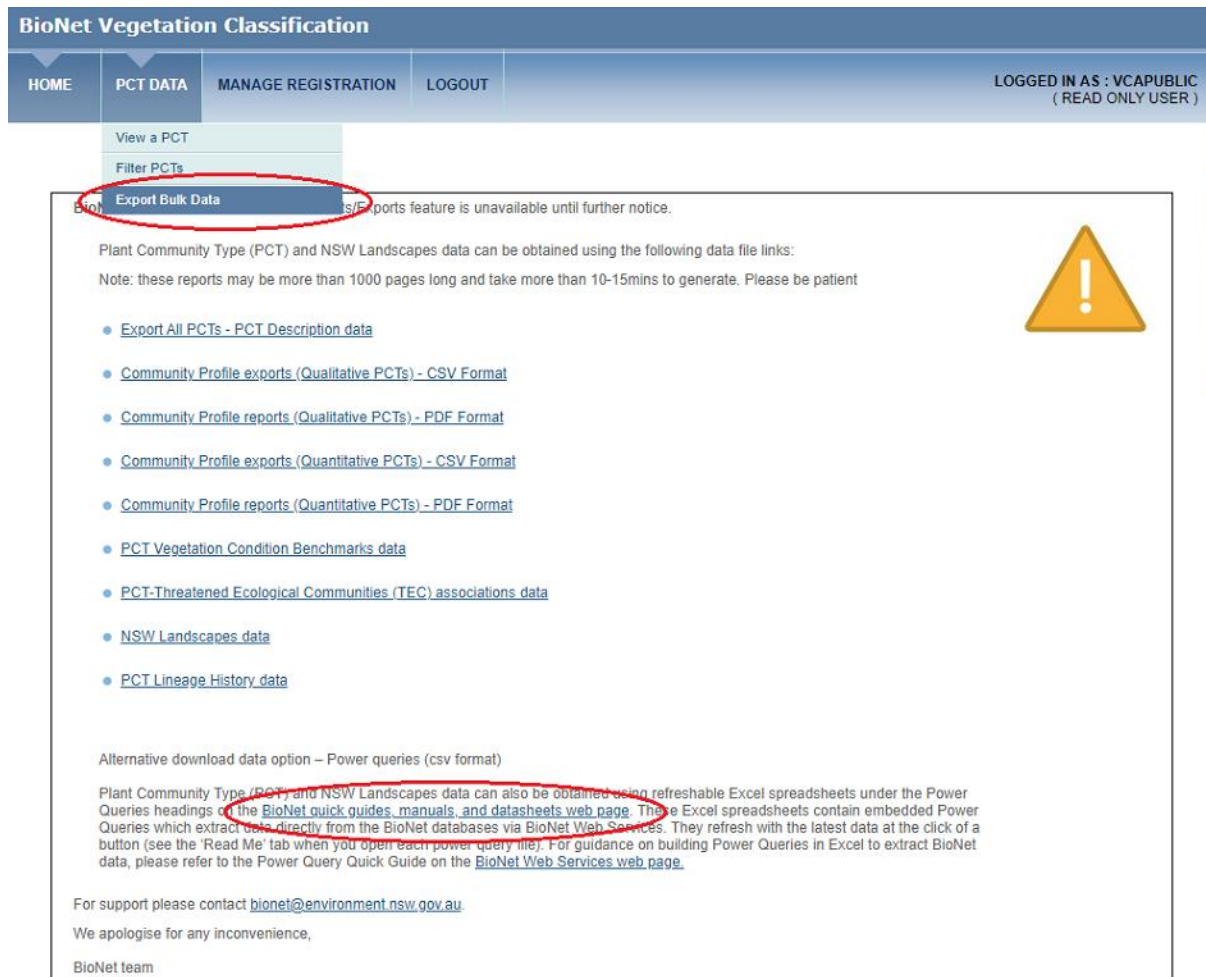 BioNet Vegetation Classification
HOME
PCT DATA
MANAGE REGISTRATION
LOGOUT
LOGGED IN AS : VCAPUBLIC
( READ ONLY USER )
View a PCT
Filter PCTs
Export Bulk Data
/Exports feature is unavailable until further notice.
Plant Community Type (PCT) and NSW Landscapes data can be obtained using the following data file links:
Note: these reports may be more than 1000 pages long and take more than 10-15mins to generate. Please be patient
Export All PCTs - PCT Description data
Community Profile exports (Qualitative PCTs) - CSV Format
Community Profile reports (Qualitative PCTs) - PDF Format
Community Profile exports (Quantitative PCTs) - CSV Format
Community Profile reports (Quantitative PCTs) - PDF Format
PCT Vegetation Condition Benchmarks data
PCT-Threatened Ecological Communities (TEC) associations data
NSW Landscapes data
PCT Lineage History data
Alternative download data option – Power queries (csv format)
Plant Community Type (PCT) and NSW Landscapes data can also be obtained using refreshable Excel spreadsheets under the Power
Queries headings on the BioNet quick guides, manuals, and datasheets web page. These Excel spreadsheets contain embedded Power
Queries which extract data directly from the BioNet databases via BioNet Web Services. They refresh with the latest data at the click of a
button (see the 'Read Me' tab when you open each power query file). For guidance on building Power Queries in Excel to extract BioNet
data, please refer to the Power Query Quick Guide on the BioNet Web Services web page.
For support please contact bionet@environment.nsw.gov.au.
We apologise for any inconvenience,
BioNet team